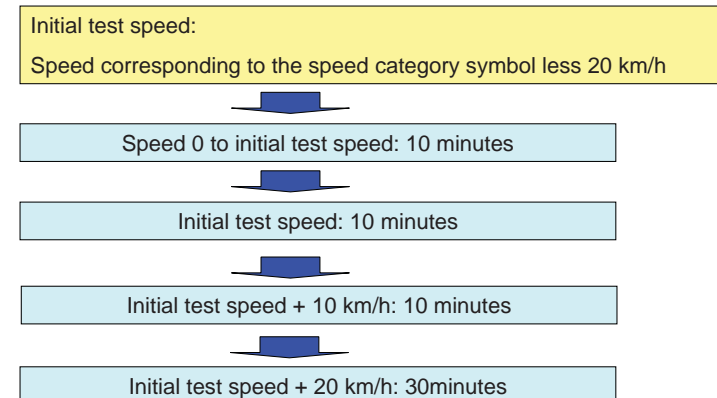 Initial test speed:
Speed corresponding to the speed category symbol less 20 km/h
Speed 0 to initial test speed: 10 minutes
Initial test speed: 10 minutes
Initial test speed + 10 km/h: 10 minutes
Initial test speed + 20 km/h: 30minutes